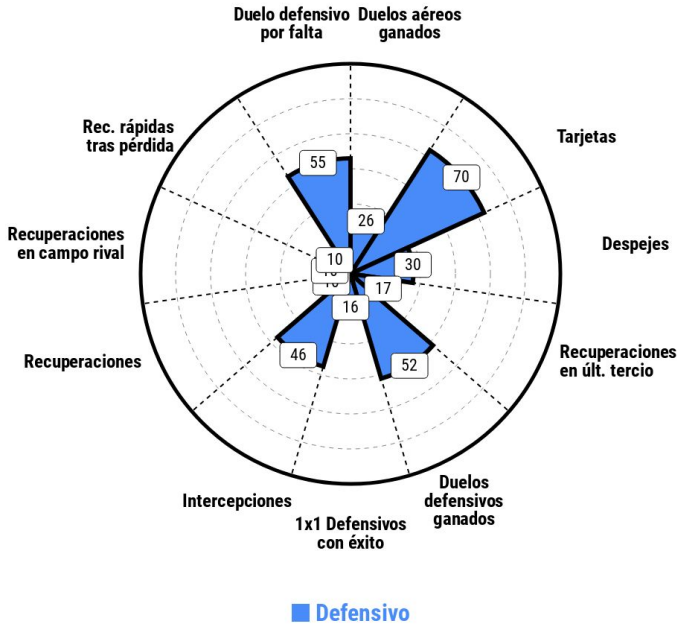 Duelo defensivo
por falta
Duelos aéreos
ganados
Rec. rápidas
tras pérdida
Tarjetas
55
70
26
Recuperaciones
en campo rival
Despejes
10
30
17
16
Recuperaciones
Recuperaciones
en últ. tercio
46
52
Intercepciones
Duelos
defensivos
ganados
1x1 Defensivos
con éxito
Defensivo